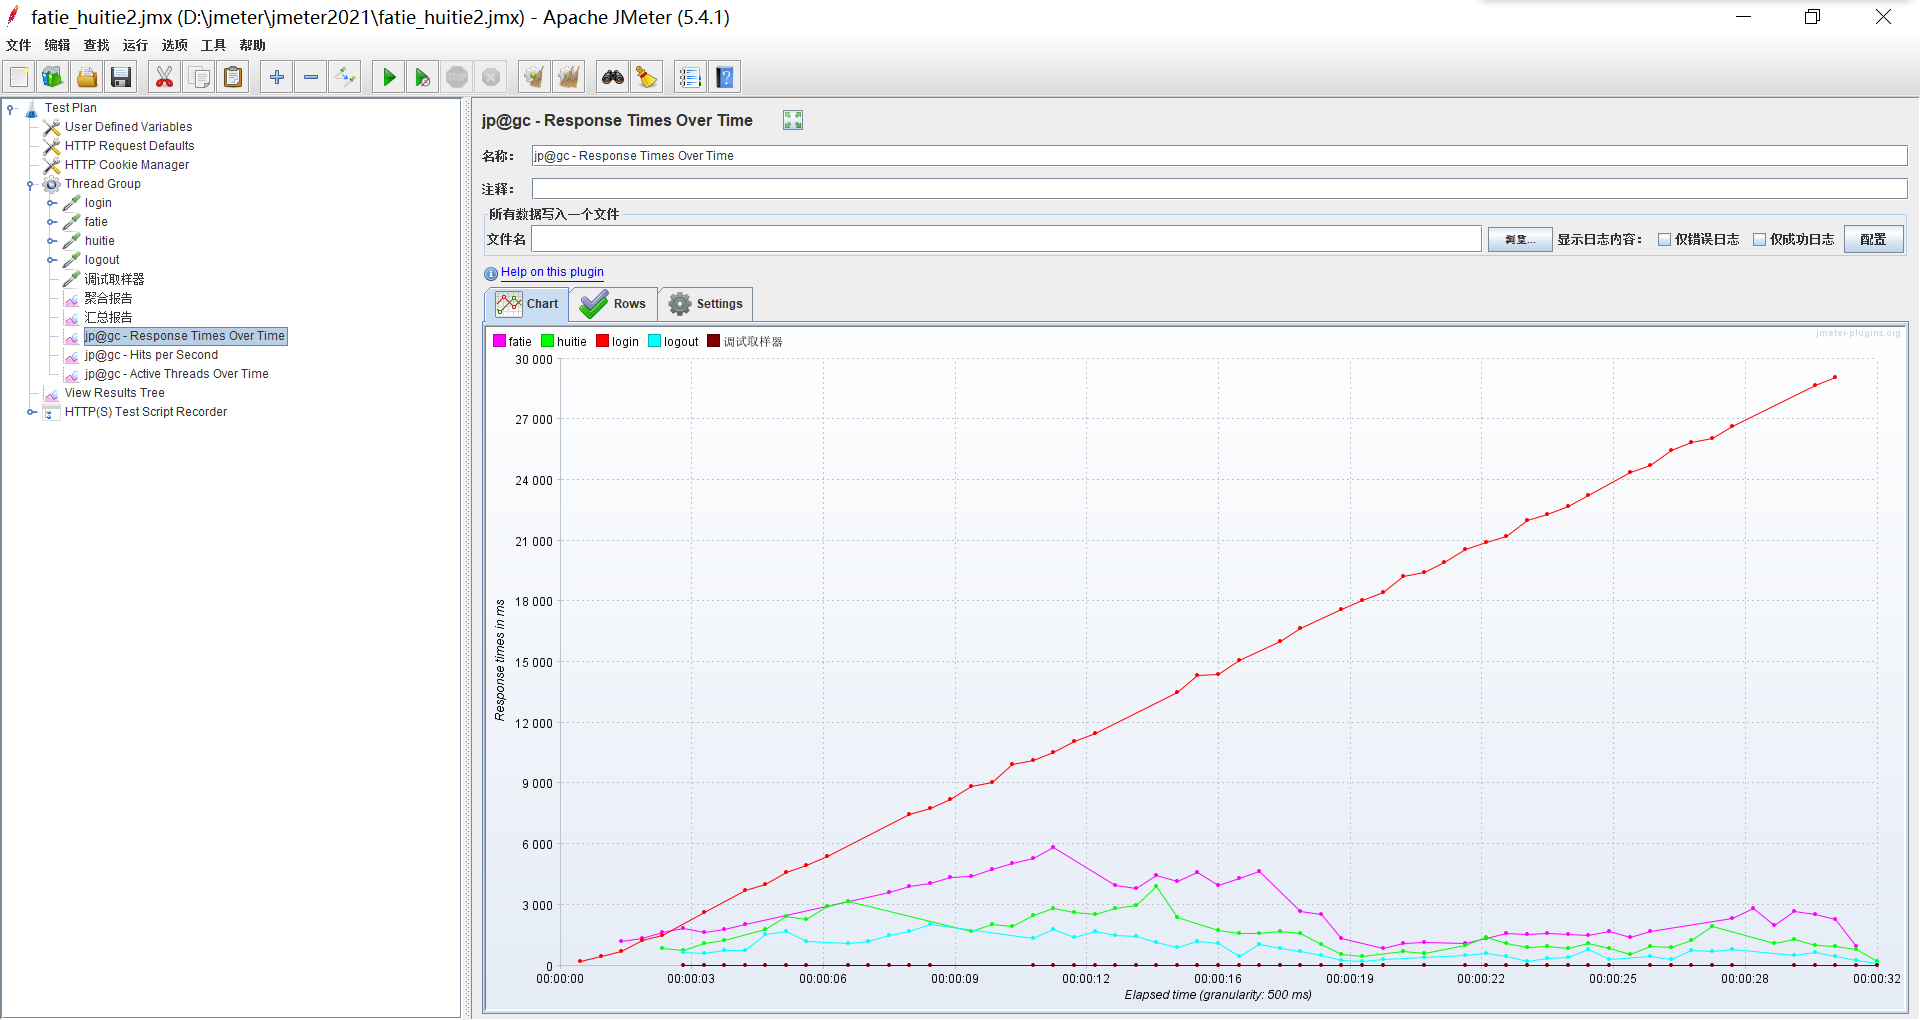 fatie_huitie2.jmx (D:\jmeter\jmeter2021\fatie_huitie2.jmx) - Apache JMeter (5.4.1)
文件 编辑 查找 运行 选项 工具 帮助
STOP
Test Plan
User Defined Variables
HTTP Request Defaults
HTTP Cookie Manager
Thread Group
login
fatie
huitie
logout
调试取样器
聚合报告
汇总报告
jp@gc - Response Times Over Time
jp@gc - Hits per Second
jp@gc - Active Threads Over Time
View Results Tree
HTTP(S) Test Script Recorder
jp@gc - Response Times Over Time
名称: jp@gc - Response Times Over Time
注释:
所有数据写入一个文件
文件名 浏览... 显示日志内容: 仅错误日志 仅成功日志 配置
Help on this plugin
Chart Rows Settings
fatie huitie login logout 调试取样器
jmeter-plugins.org
30 000
27 000
24 000
21 000
18 000
15 000
12 000
9 000
6 000
3 000
0
Response times in ms
00:00:00 00:00:03 00:00:06 00:00:09 00:00:12 00:00:16 00:00:19 00:00:22 00:00:25 00:00:28 00:00:32
Elapsed time (granularity: 500 ms)